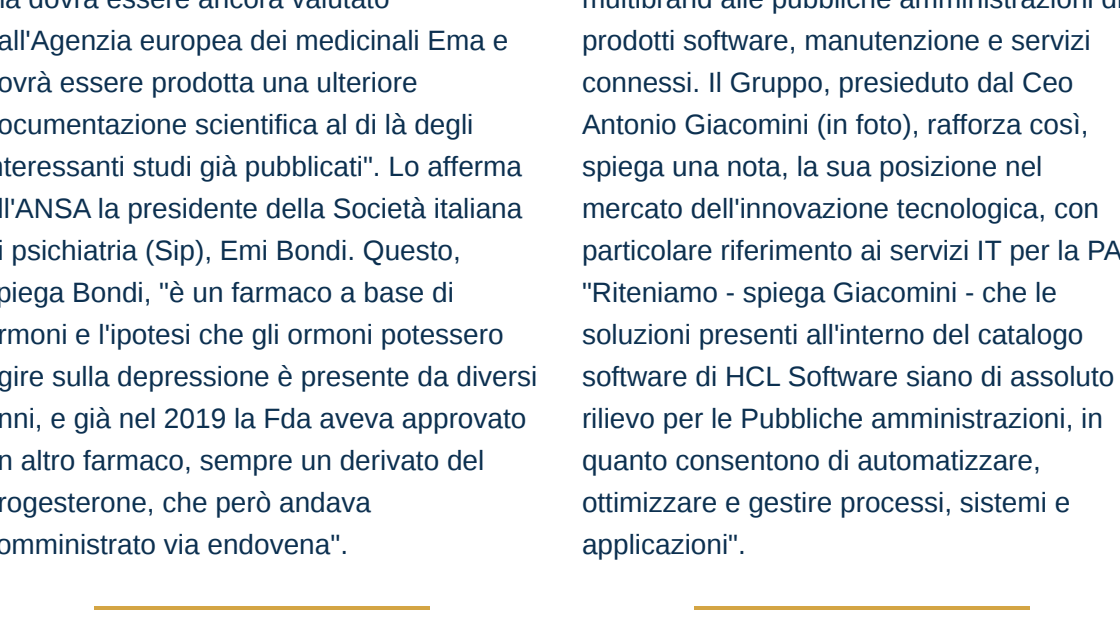 dovrà essere ancora valutato
all'Agenzia europea dei medicinali Ema e
ovrà essere prodotta una ulteriore
ocumentazione scientifica al di là degli
nteressanti studi già pubblicati". Lo afferma
ll'ANSA la presidente della Società italiana
i psichiatria (Sip), Emi Bondi. Questo,
piega Bondi, "è un farmaco a base di
rmoni e l'ipotesi che gli ormoni potessero
gire sulla depressione è presente da diversi
nni, e già nel 2019 la Fda aveva approvato
n altro farmaco, sempre un derivato del
rogesterone, che però andava
omministrato via endovena".
multibrand alle pubbliche amministrazioni di
prodotti software, manutenzione e servizi
connessi. Il Gruppo, presieduto dal Ceo
Antonio Giacomini (in foto), rafforza così,
spiega una nota, la sua posizione nel
mercato dell'innovazione tecnologica, con
particolare riferimento ai servizi IT per la PA
"Riteniamo - spiega Giacomini - che le
soluzioni presenti all'interno del catalogo
software di HCL Software siano di assoluto
rilievo per le Pubbliche amministrazioni, in
quanto consentono di automatizzare,
ottimizzare e gestire processi, sistemi e
applicazioni".